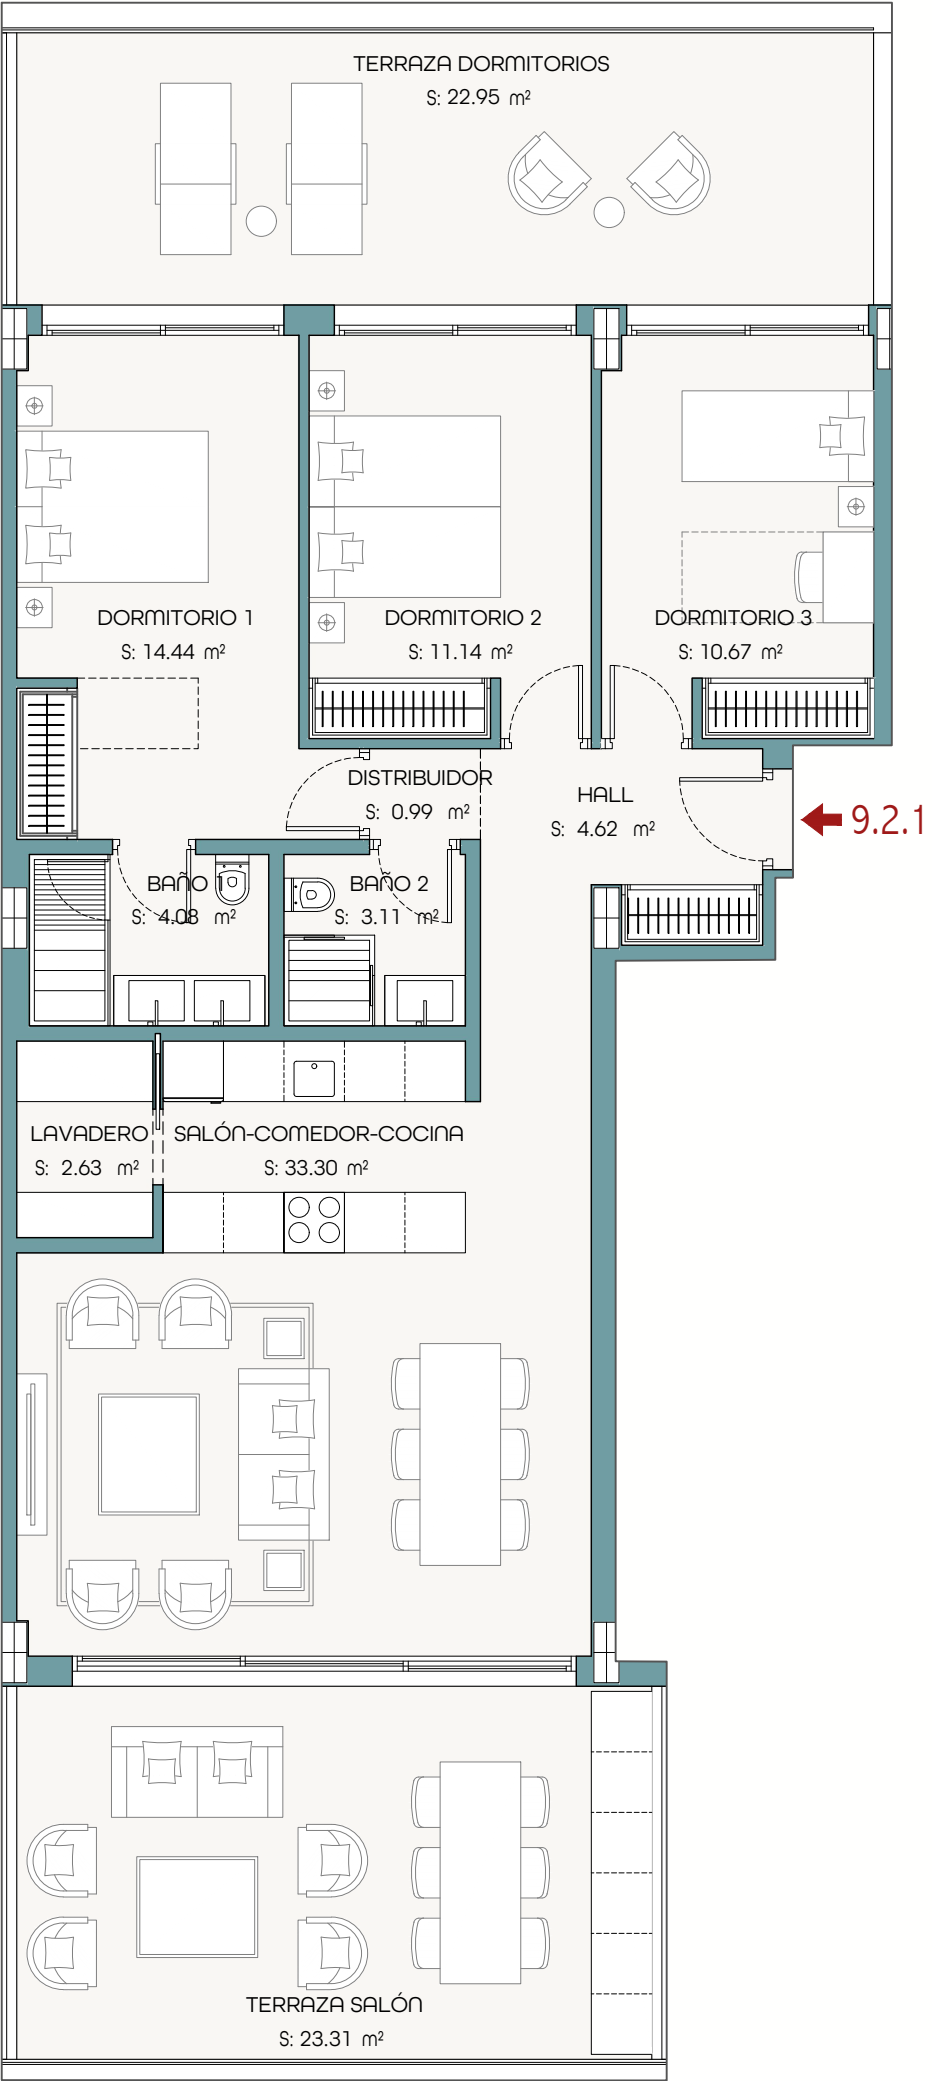 TERRAZA DORMITORIOS
S: 22.95 m²
DORMITORIO 1
S: 14.44 m²
DORMITORIO 2
S: 11.14 m²
DORMITORIO 3
S: 10.67 m²
DISTRIBUIDOR
S: 0.99 m²
HALL
S: 4.62 m²
9.2.1
BAÑO 1
S: 4.08 m²
BAÑO 2
S: 3.11 m²
LAVADERO
S: 2.63 m²
SALÓN-COMEDOR-COCINA
S: 33.30 m²
TERRAZA SALÓN
S: 23.31 m²